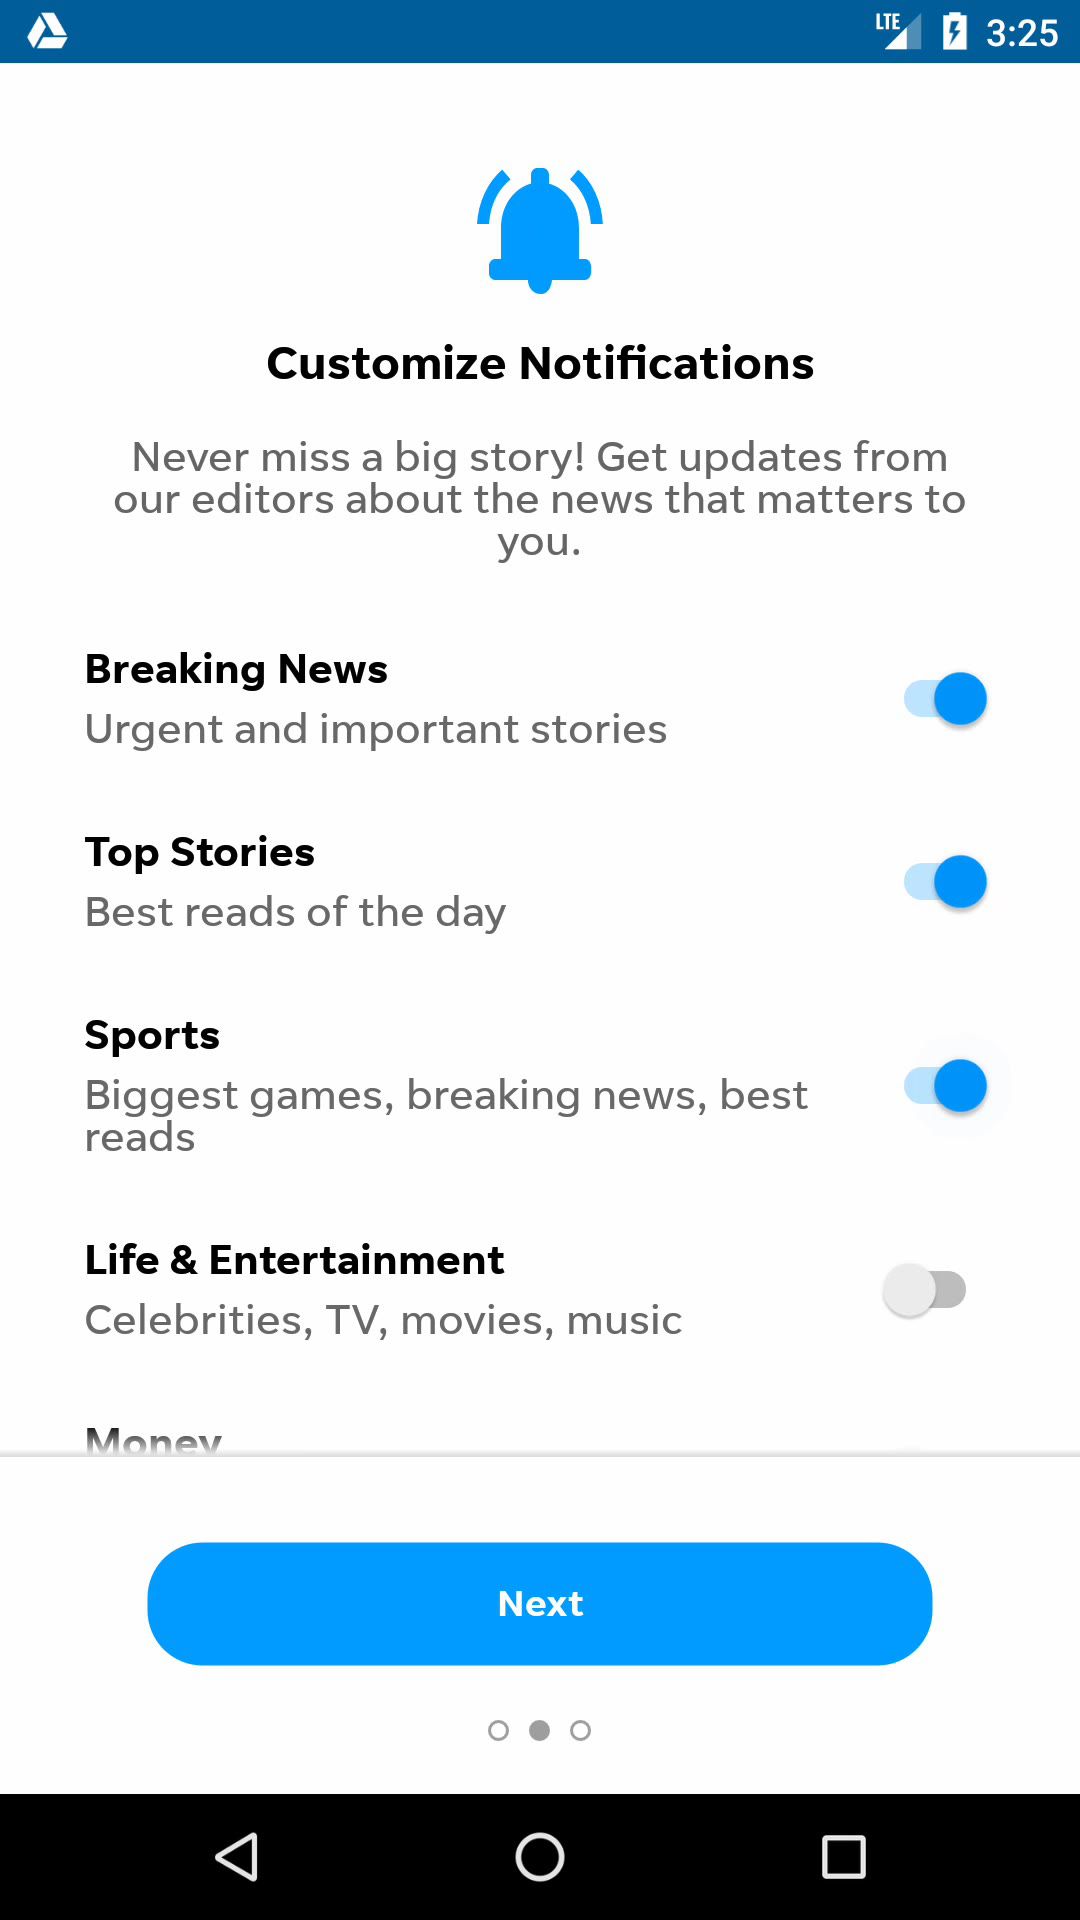 LTE 3:25
Customize Notifications
Never miss a big story! Get updates from
our editors about the news that matters to
you.
Breaking News
Urgent and important stories
Top Stories
Best reads of the day
Sports
Biggest games, breaking news, best
reads
Life & Entertainment
Celebrities, TV, movies, music
Money
Next